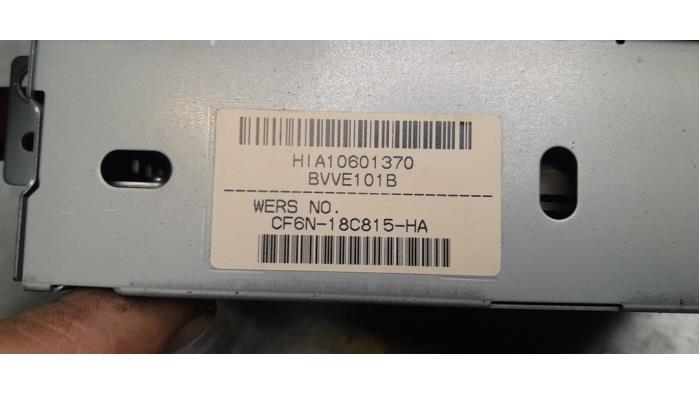 HIA10601370
BVVE101B
WERS NO.
CF6N-18C815-HA